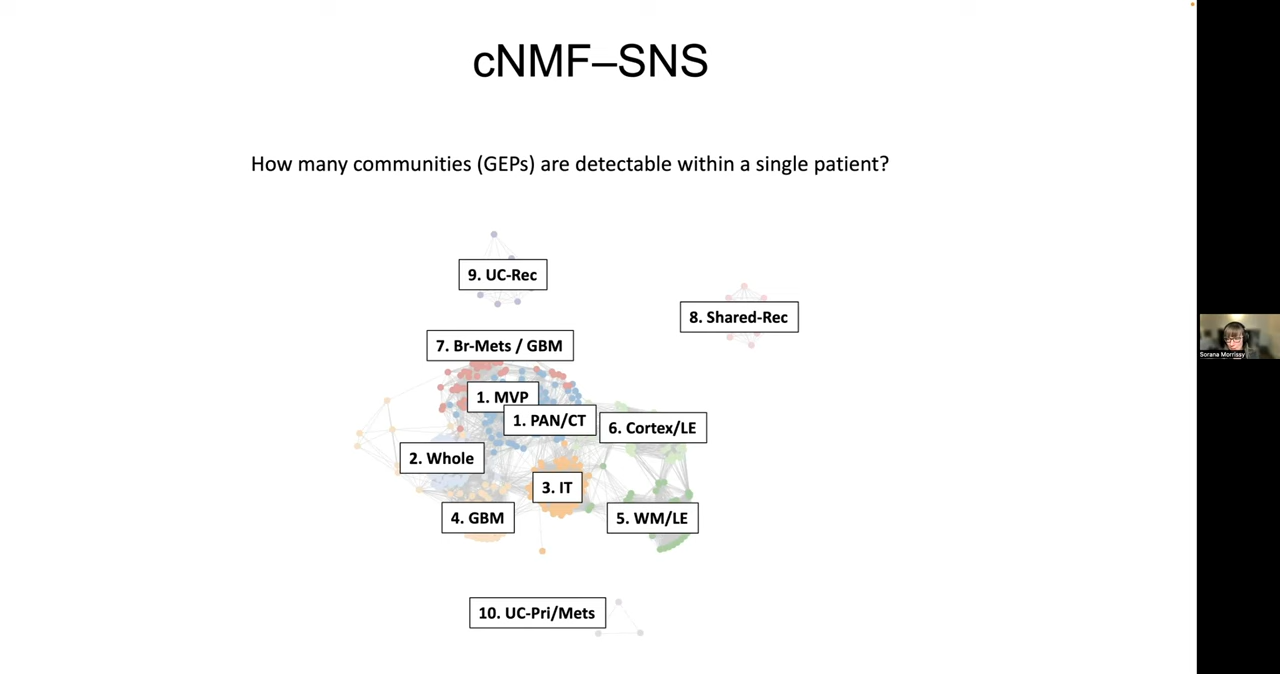 cNMF–SNS
How many communities (GEPs) are detectable within a single patient?
9. UC-Rec
8. Shared-Rec
7. Br-Mets / GBM
1. MVP
1. PAN/CT
6. Cortex/LE
2. Whole
3. IT
4. GBM
5. WM/LE
10. UC-Pri/Mets
Sorana Morrissy